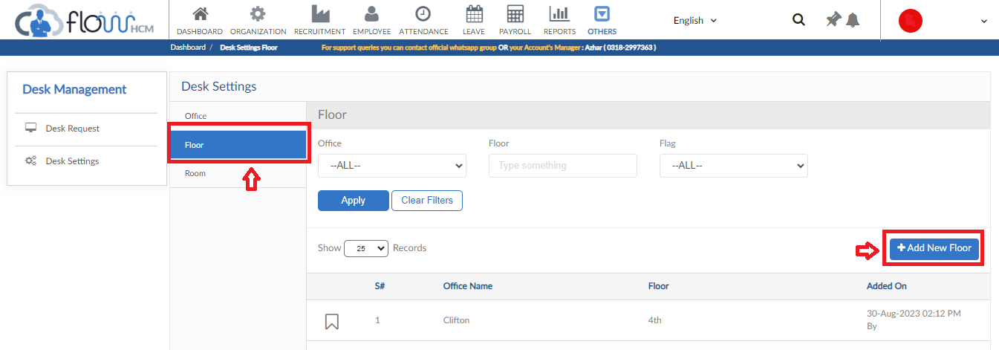 flowHCM
DASHBOARD ORGANIZATION RECRUITMENT EMPLOYEE ATTENDANCE LEAVE PAYROLL REPORTS OTHERS English
Dashboard / Desk Settings Floor For support queries you can contact official whatsapp group OR your Account's Manager : Azhar ( 0318-2997363 )
Desk Management
Desk Request
Desk Settings
Desk Settings
Office
Floor
Room
Floor
Office Floor Flag
--ALL-- Type something --ALL--
Apply Clear Filters
Show 25 Records + Add New Floor
S# Office Name Floor Added On
1 Clifton 4th 30-Aug-2023 02:12 PM
By